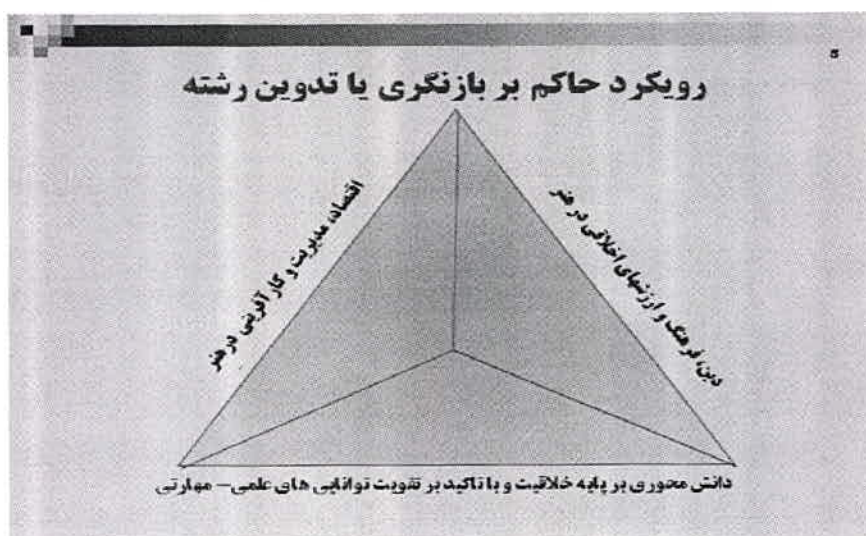 5
رویکرد حاکم بر بازنگری یا تدوین رشته
دین، فرهنگ و ارزشهای اخلاقی در هنر
اقتصاد، مدیریت و کارآفرینی در هنر
دانش محوری بر پایه خلاقیت و با تاکید بر تقویت توانایی های علمی – مهارتی